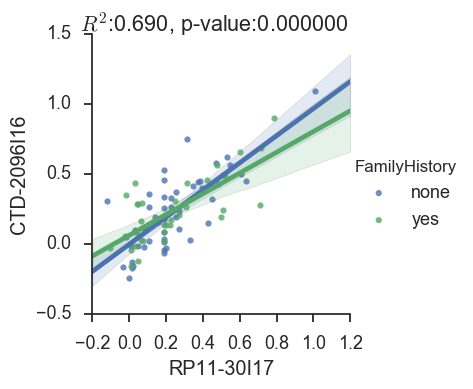 R²:0.690, p-value:0.000000
1.5
1.0
0.5
0.0
−0.5
CTD-2096I16
−0.2 0.0 0.2 0.4 0.6 0.8 1.0 1.2
RP11-30I17
FamilyHistory
none
yes